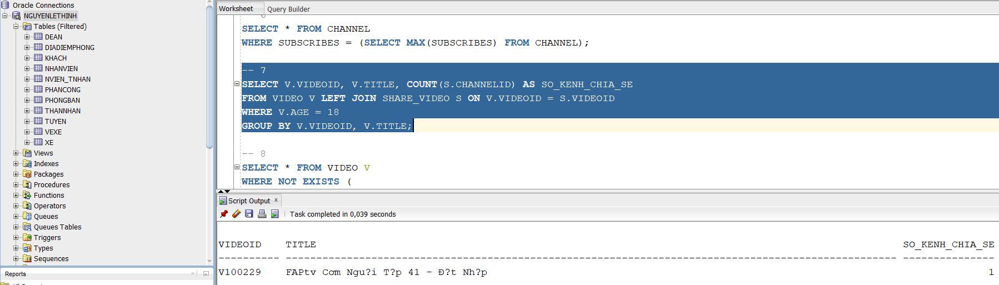 Oracle Connections
NGUYENLETHINH
Tables (Filtered)
DEAN
DIADIEMPHONG
KHACH
NHANVIEN
NVIEN_TNHAN
PHANCONG
PHONGBAN
THANNHAN
TUYEN
VEXE
XE
Views
Indexes
Packages
Procedures
Functions
Operators
Queues
Queues Tables
Triggers
Types
Sequences
Reports
Worksheet Query Builder
SELECT * FROM CHANNEL
WHERE SUBSCRIBES = (SELECT MAX(SUBSCRIBES) FROM CHANNEL);
-- 7
SELECT V.VIDEOID, V.TITLE, COUNT(S.CHANNELID) AS SO_KENH_CHIA_SE
FROM VIDEO V LEFT JOIN SHARE_VIDEO S ON V.VIDEOID = S.VIDEOID
WHERE V.AGE = 18
GROUP BY V.VIDEOID, V.TITLE;
-- 8
SELECT * FROM VIDEO V
WHERE NOT EXISTS (
Script Output x
Task completed in 0,039 seconds
VIDEOID TITLE SO_KENH_CHIA_SE
---------- ---------------------------------------------------------------------------------------------------- ---------------
V100229 FAPtv Cơm Ngu?i T?p 41 - Đ?t Nh?p 1